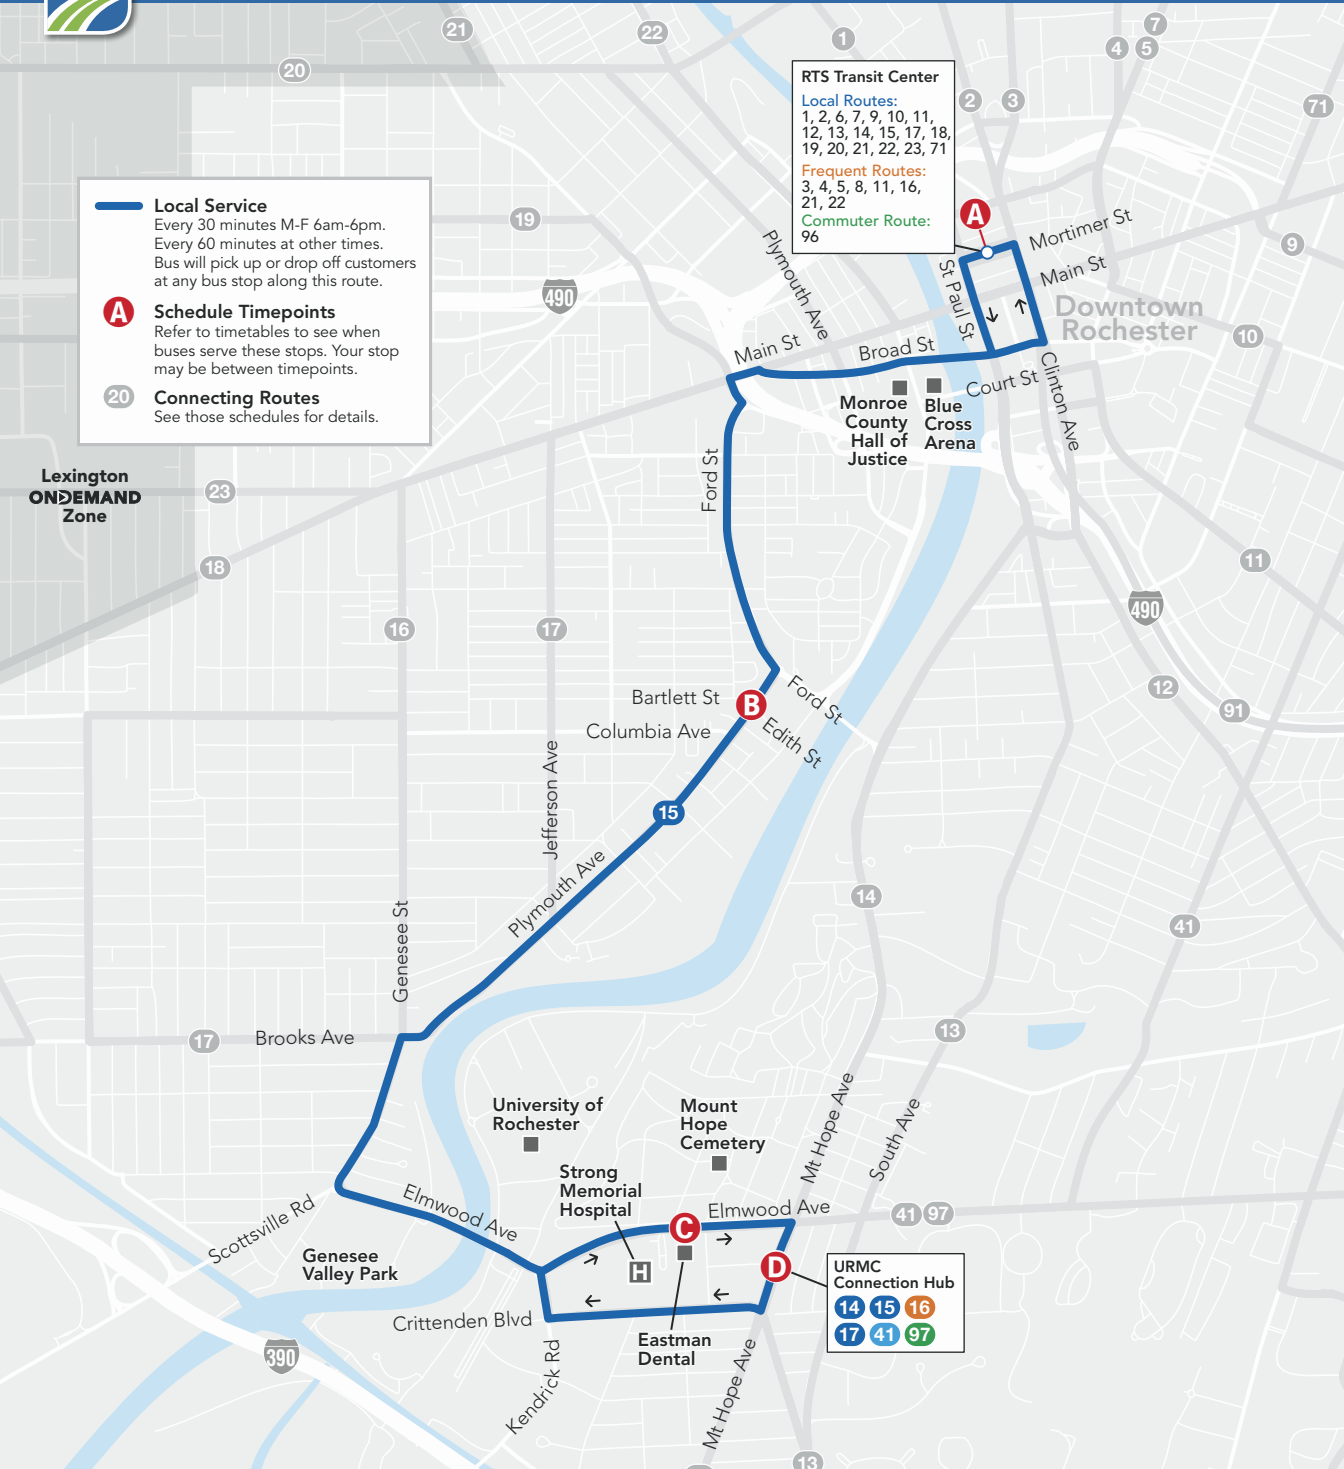 21
22
1
7
4
5
20
2
3
71
RTS Transit Center
Local Routes:
1, 2, 6, 7, 9, 10, 11,
12, 13, 14, 15, 17, 18,
19, 20, 21, 22, 23, 71
Frequent Routes:
3, 4, 5, 8, 11, 16,
21, 22
Commuter Route:
96
A
Mortimer St
Main St
St Paul St
Plymouth Ave
19
9
490
Local Service
Every 30 minutes M-F 6am-6pm.
Every 60 minutes at other times.
Bus will pick up or drop off customers
at any bus stop along this route.
A
Schedule Timepoints
Refer to timetables to see when
buses serve these stops. Your stop
may be between timepoints.
20
Connecting Routes
See those schedules for details.
Downtown
Rochester
10
Main St
Broad St
Court St
Clinton Ave
Monroe
County
Hall of
Justice
Blue
Cross
Arena
Lexington
ONDEMAND
Zone
23
Ford St
18
11
490
16
17
12
91
Bartlett St
B
Ford St
Columbia Ave
Edith St
Jefferson Ave
15
Plymouth Ave
14
41
Genesee St
17
Brooks Ave
13
University of
Rochester
Mount
Hope
Cemetery
Mt Hope Ave
South Ave
Strong
Memorial
Hospital
Elmwood Ave
Elmwood Ave
41
97
Scottsville Rd
C
Genesee
Valley Park
H
D
URMC
Connection Hub
14
15
16
17
41
97
Crittenden Blvd
Eastman
Dental
390
Kendrick Rd
Mt Hope Ave
13